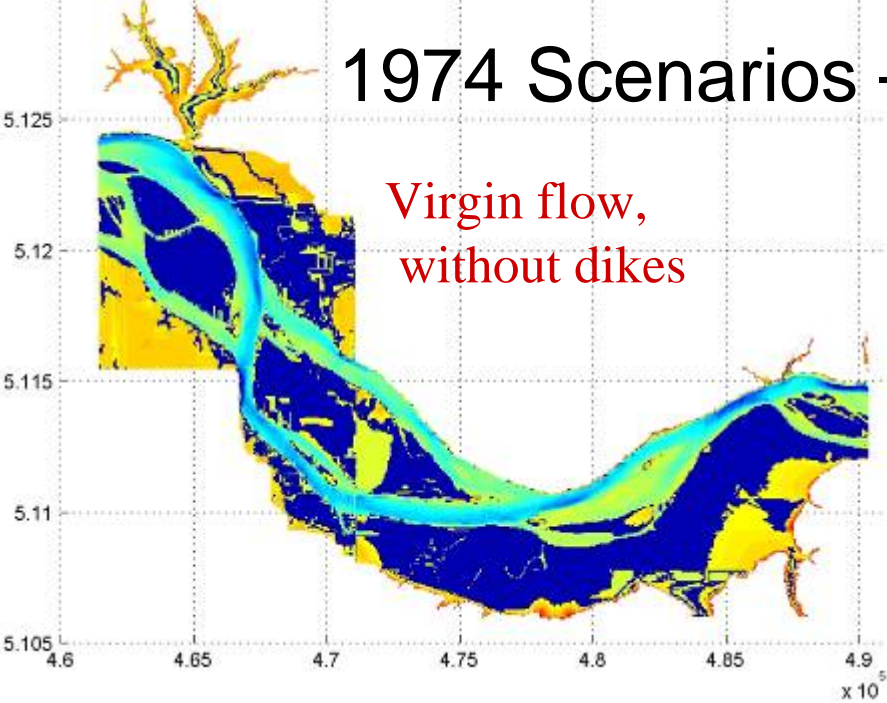 1974 Scenarios -
Virgin flow,
without dikes
5.125
5.12
5.115
5.11
5.105
4.6 4.65 4.7 4.75 4.8 4.85 4.9
x 10^5